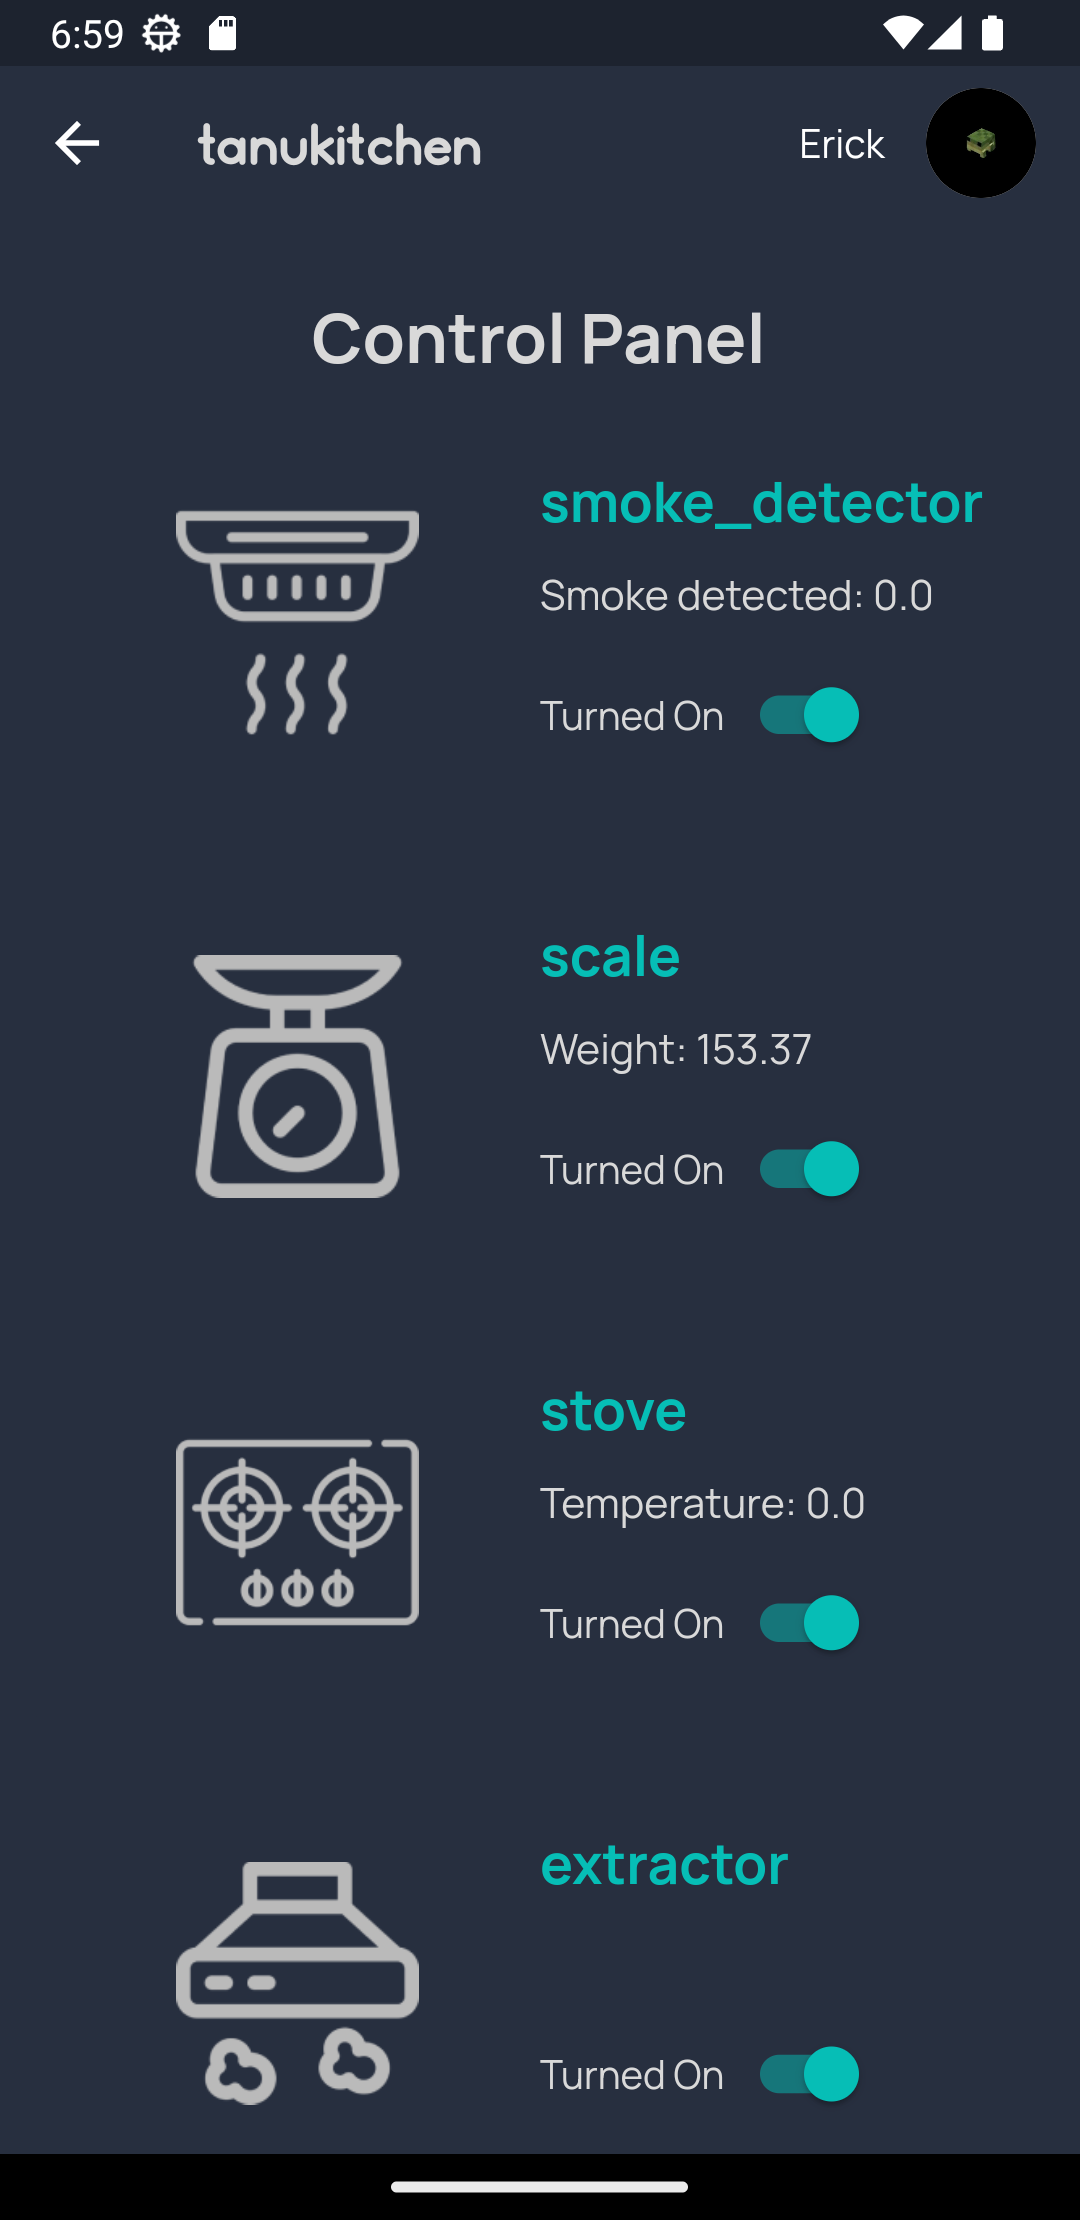 6:59
tanukitchen
Erick
Control Panel
smoke_detector
Smoke detected: 0.0
Turned On
scale
Weight: 153.37
Turned On
stove
Temperature: 0.0
Turned On
extractor
Turned On